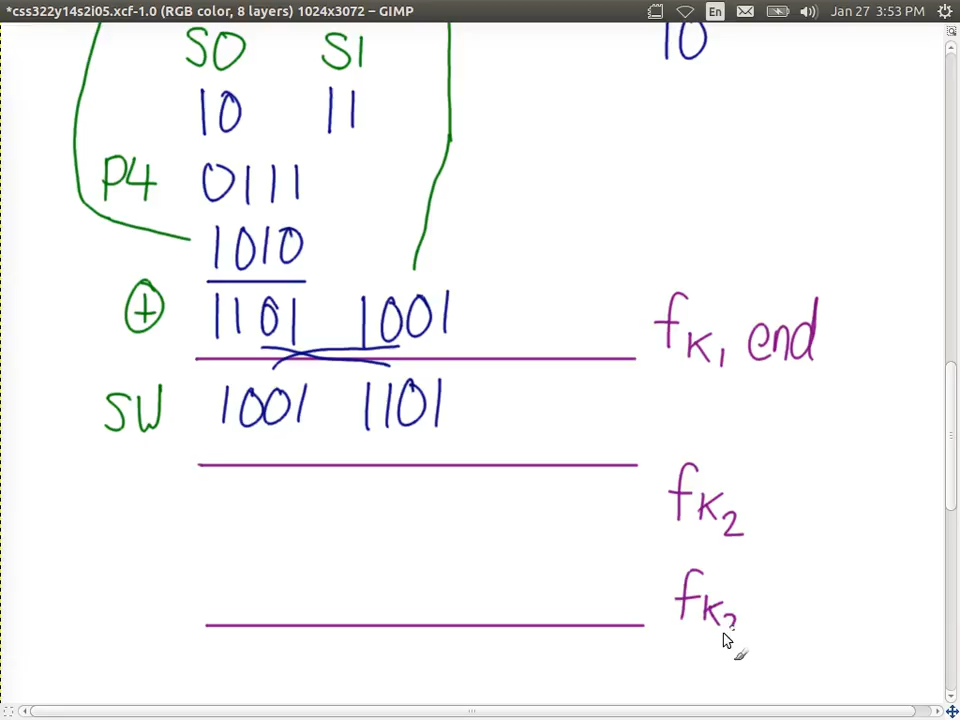 *css322y14s2i05.xcf-1.0 (RGB color, 8 layers) 1024x3072 – GIMP En Jan 27 3:53 PM
S0 S1 10
10 11
P4 0111
1010
⊕ 1101 1001 fK1 end
SW 1001 1101
fK2
fK2